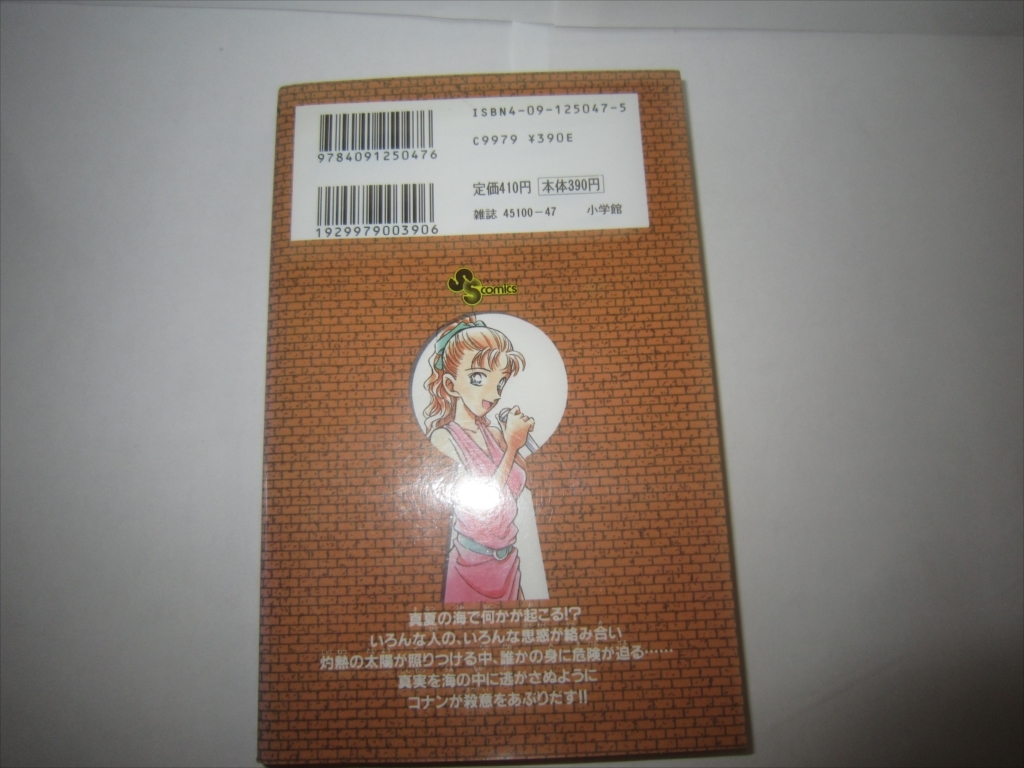 ISBN4-09-125047-5
C9979 ¥390E
9784091250476
定価410円 本体390円
雑誌 45100-47 小学館
1929979003906
SS comics
真夏の海で何かが起こる!?
いろんな人の、いろんな思惑が絡み合い
灼熱の太陽が照りつける中、誰かの身に危険が迫る……
真実を海の中に逃がさぬように
コナンが殺意をあぶりだす!!